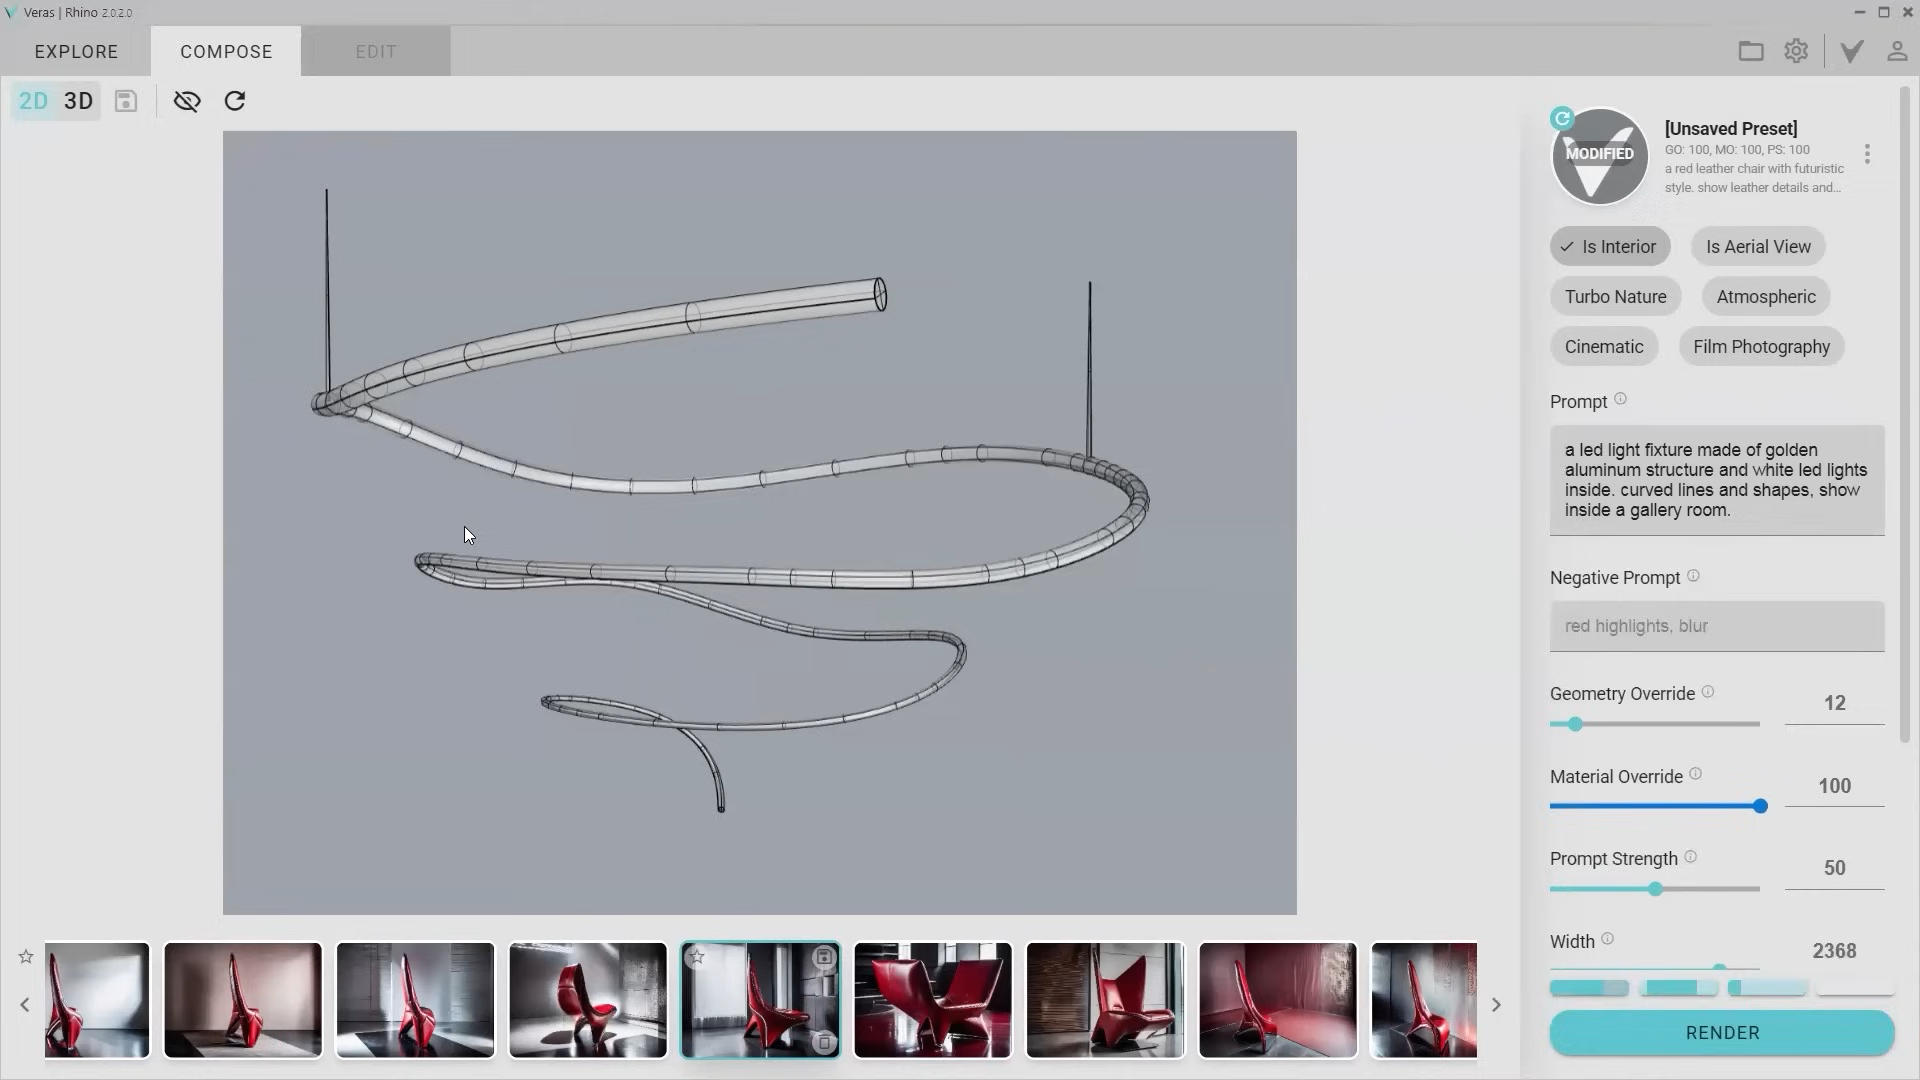 Veras | Rhino 2.0.2.0
EXPLORE
COMPOSE
EDIT
2D 3D
MODIFIED
[Unsaved Preset]
GO: 100, MO: 100, PS: 100
a red leather chair with futuristic
style. show leather details and...
Is Interior
Is Aerial View
Turbo Nature
Atmospheric
Cinematic
Film Photography
Prompt
a led light fixture made of golden
aluminum structure and white led lights
inside. curved lines and shapes, show
inside a gallery room.
Negative Prompt
red highlights, blur
Geometry Override
12
Material Override
100
Prompt Strength
50
Width
2368
RENDER